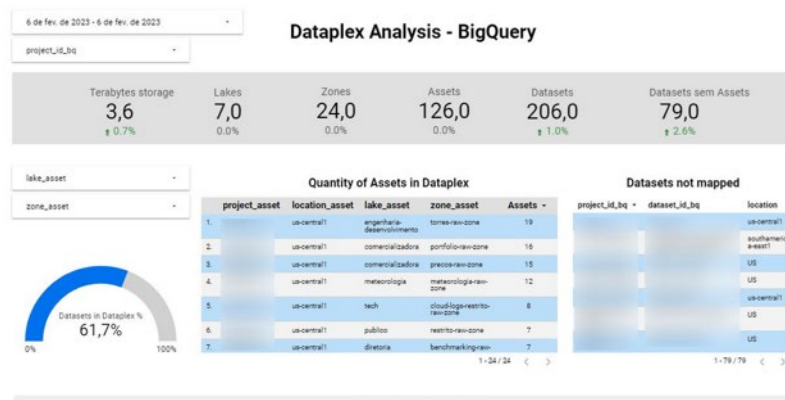 6 de fev. de 2023 - 6 de fev. de 2023
Dataplex Analysis - BigQuery
project_id_bq
Terabytes storage Lakes Zones Assets Datasets Datasets sem Assets
3,6 7,0 24,0 126,0 206,0 79,0
0.7% 0.0% 0.0% 0.0% 1.0% 2.6%
lake_asset
zone_asset
Datasets in Dataplex %
61,7%
0% 100%
Quantity of Assets in Dataplex
project_asset location_asset lake_asset zone_asset Assets
1. us-central1 engenharia-desenvolvimento torres-raw-zone 19
2. us-central1 comercializadora portfolio-raw-zone 16
3. us-central1 comercializadora precos-raw-zone 15
4. us-central1 meteorologia meteorologia-raw-zone 12
5. us-central1 tech cloud-logs-restrito-raw-zone 8
6. us-central1 publico restrito-raw-zone 7
7. us-central1 diretoria benchmarking-raw- 7
1 - 24 / 24
Datasets not mapped
project_id_bq dataset_id_bq location
us-central1
southameric
a-east1
US
US
us-central1
US
US
1 - 79 / 79